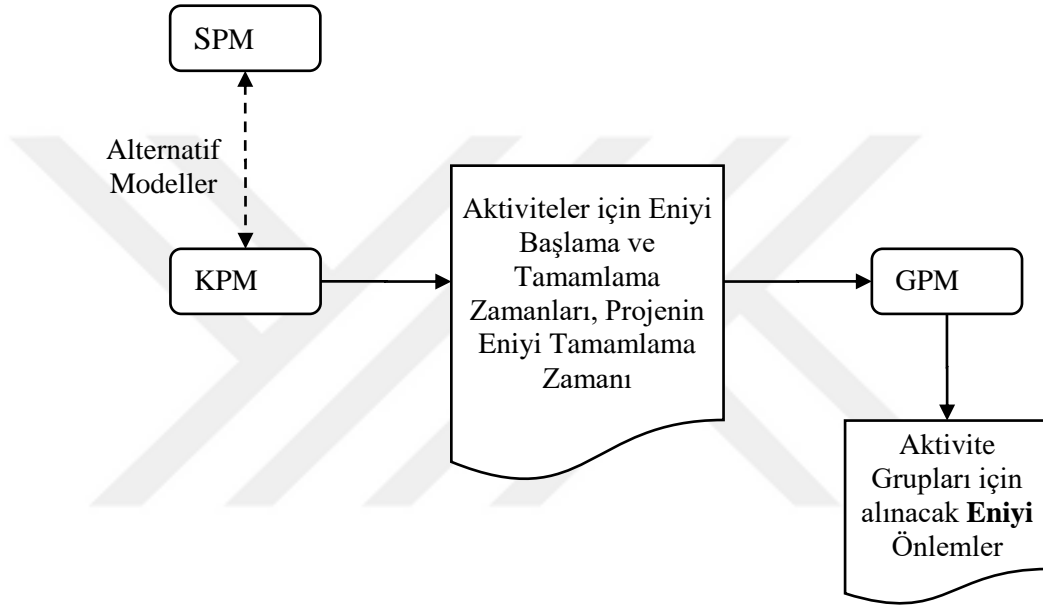 SPM
Alternatif
Modeller
KPM
Aktiviteler için Eniyi
Başlama ve
Tamamlama
Zamanları, Projenin
Eniyi Tamamlama
Zamanı
GPM
Aktivite
Grupları için
alınacak Eniyi
Önlemler